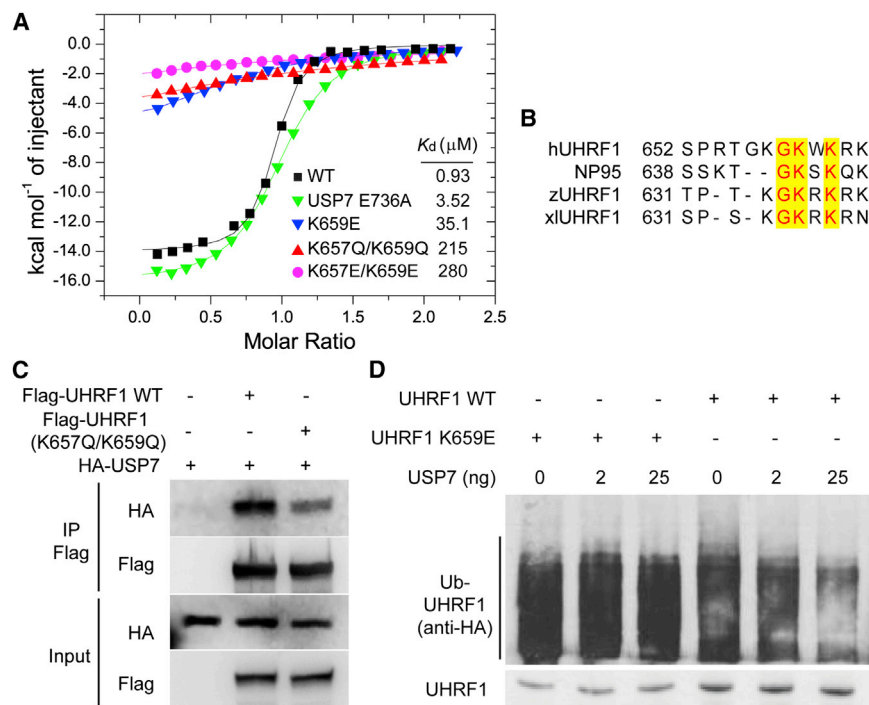 A
0.0
-2.0
-4.0
-6.0
-8.0
-10.0
-12.0
-14.0
-16.0
kcal mol⁻¹ of injectant
0.0 0.5 1.0 1.5 2.0 2.5
Molar Ratio
Kd (μM)
WT 0.93
USP7 E736A 3.52
K659E 35.1
K657Q/K659Q 215
K657E/K659E 280
B
hUHRF1 652 S P R T G K G K W K R K
NP95 638 S S K T - - G K S K Q K
zUHRF1 631 T P - T - K G K R K R K
xlUHRF1 631 S P - S - K G K R K R N
C
Flag-UHRF1 WT - + -
Flag-UHRF1
(K657Q/K659Q) - - +
HA-USP7 + + +
IP
Flag
HA
Flag
Input
HA
Flag
D
UHRF1 WT - - - + + +
UHRF1 K659E + + + - - -
USP7 (ng) 0 2 25 0 2 25
Ub-
UHRF1
(anti-HA)
UHRF1